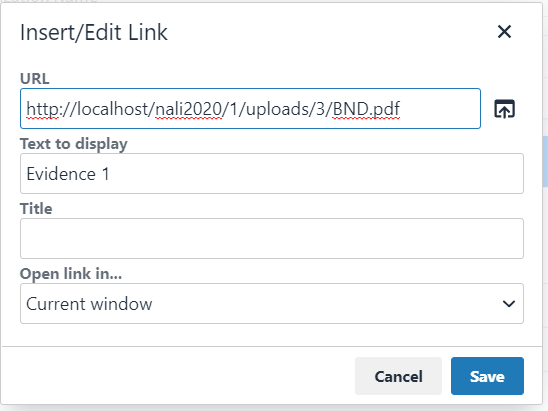 Insert/Edit Link
URL
http://localhost/nali2020/1/uploads/3/BND.pdf
Text to display
Evidence 1
Title
Open link in...
Current window
Cancel
Save